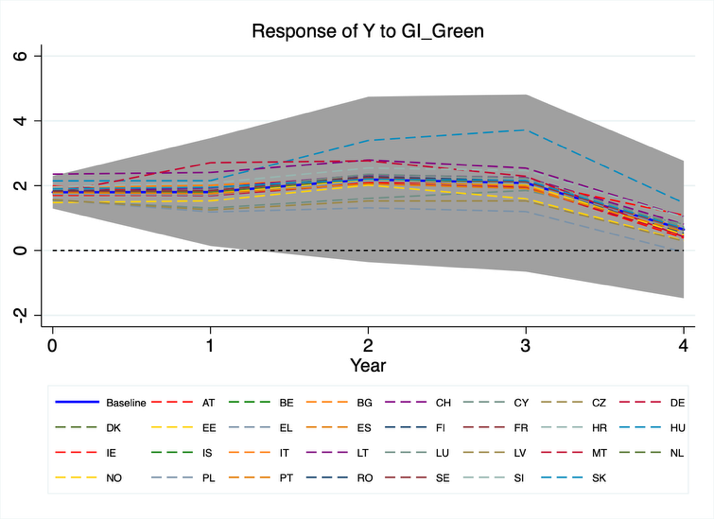 Response of Y to GI_Green
6
4
2
0
-2
0 1 2 3 4
Year
Baseline AT BE BG CH CY CZ DE
DK EE EL ES FI FR HR HU
IE IS IT LT LU LV MT NL
NO PL PT RO SE SI SK